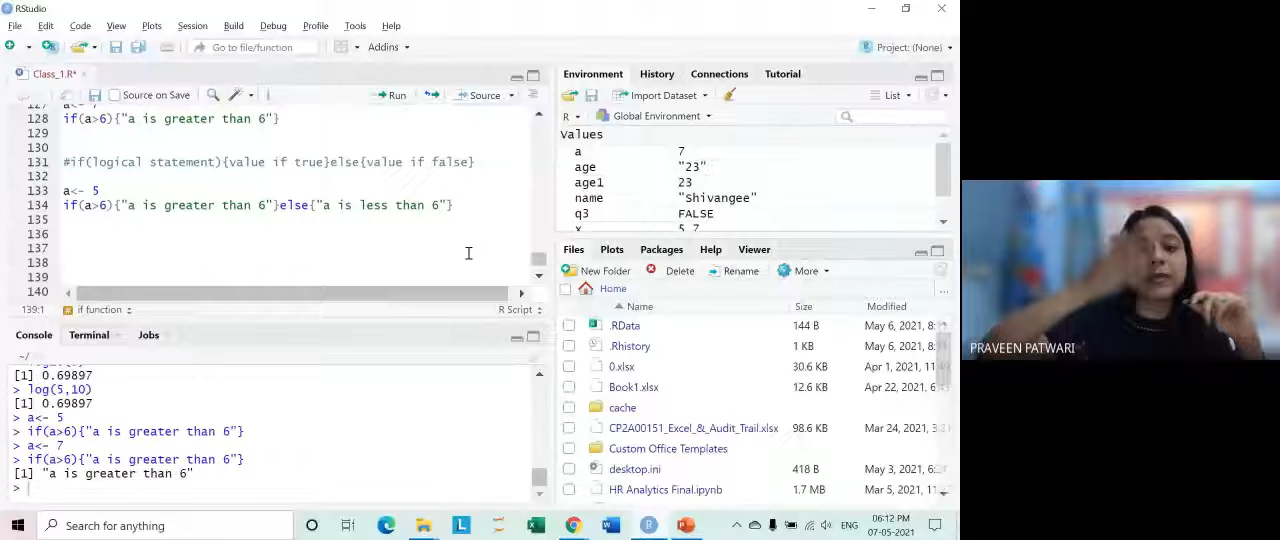 RStudio
File Edit Code View Plots Session Build Debug Profile Tools Help
Go to file/function Addins Project: (None)
Class_1.R*
Source on Save Run Source
128 if(a>6){"a is greater than 6"}
129
130
131 #if(logical statement){value if true}else{value if false}
132
133 a<- 5
134 if(a>6){"a is greater than 6"}else{"a is less than 6"}
135
136
137
138
139
140
139:1 if function R Script
Console Terminal Jobs
~/
[1] 0.69897
> log(5,10)
[1] 0.69897
> a<- 5
> if(a>6){"a is greater than 6"}
> a<- 7
> if(a>6){"a is greater than 6"}
[1] "a is greater than 6"
>
Environment History Connections Tutorial
Import Dataset List
R Global Environment
Values
a 7
age "23"
age1 23
name "Shivangee"
q3 FALSE
x 5.7
Files Plots Packages Help Viewer
New Folder Delete Rename More
Home
Name Size Modified
.RData 144 B May 6, 2021, 8:
.Rhistory 1 KB May 6, 2021, 8:
0.xlsx 30.6 KB Apr 1, 2021, 11:
Book1.xlsx 12.6 KB Apr 22, 2021,
cache
CP2A00151_Excel_&_Audit_Trail.xlsx 98.6 KB Mar 24, 2021,
Custom Office Templates
desktop.ini 418 B May 3, 2021,
HR Analytics Final.ipynb 1.7 MB Mar 5, 2021,
PRAVEEN PATWARI
Search for anything
ENG
06:12 PM
07-05-2021